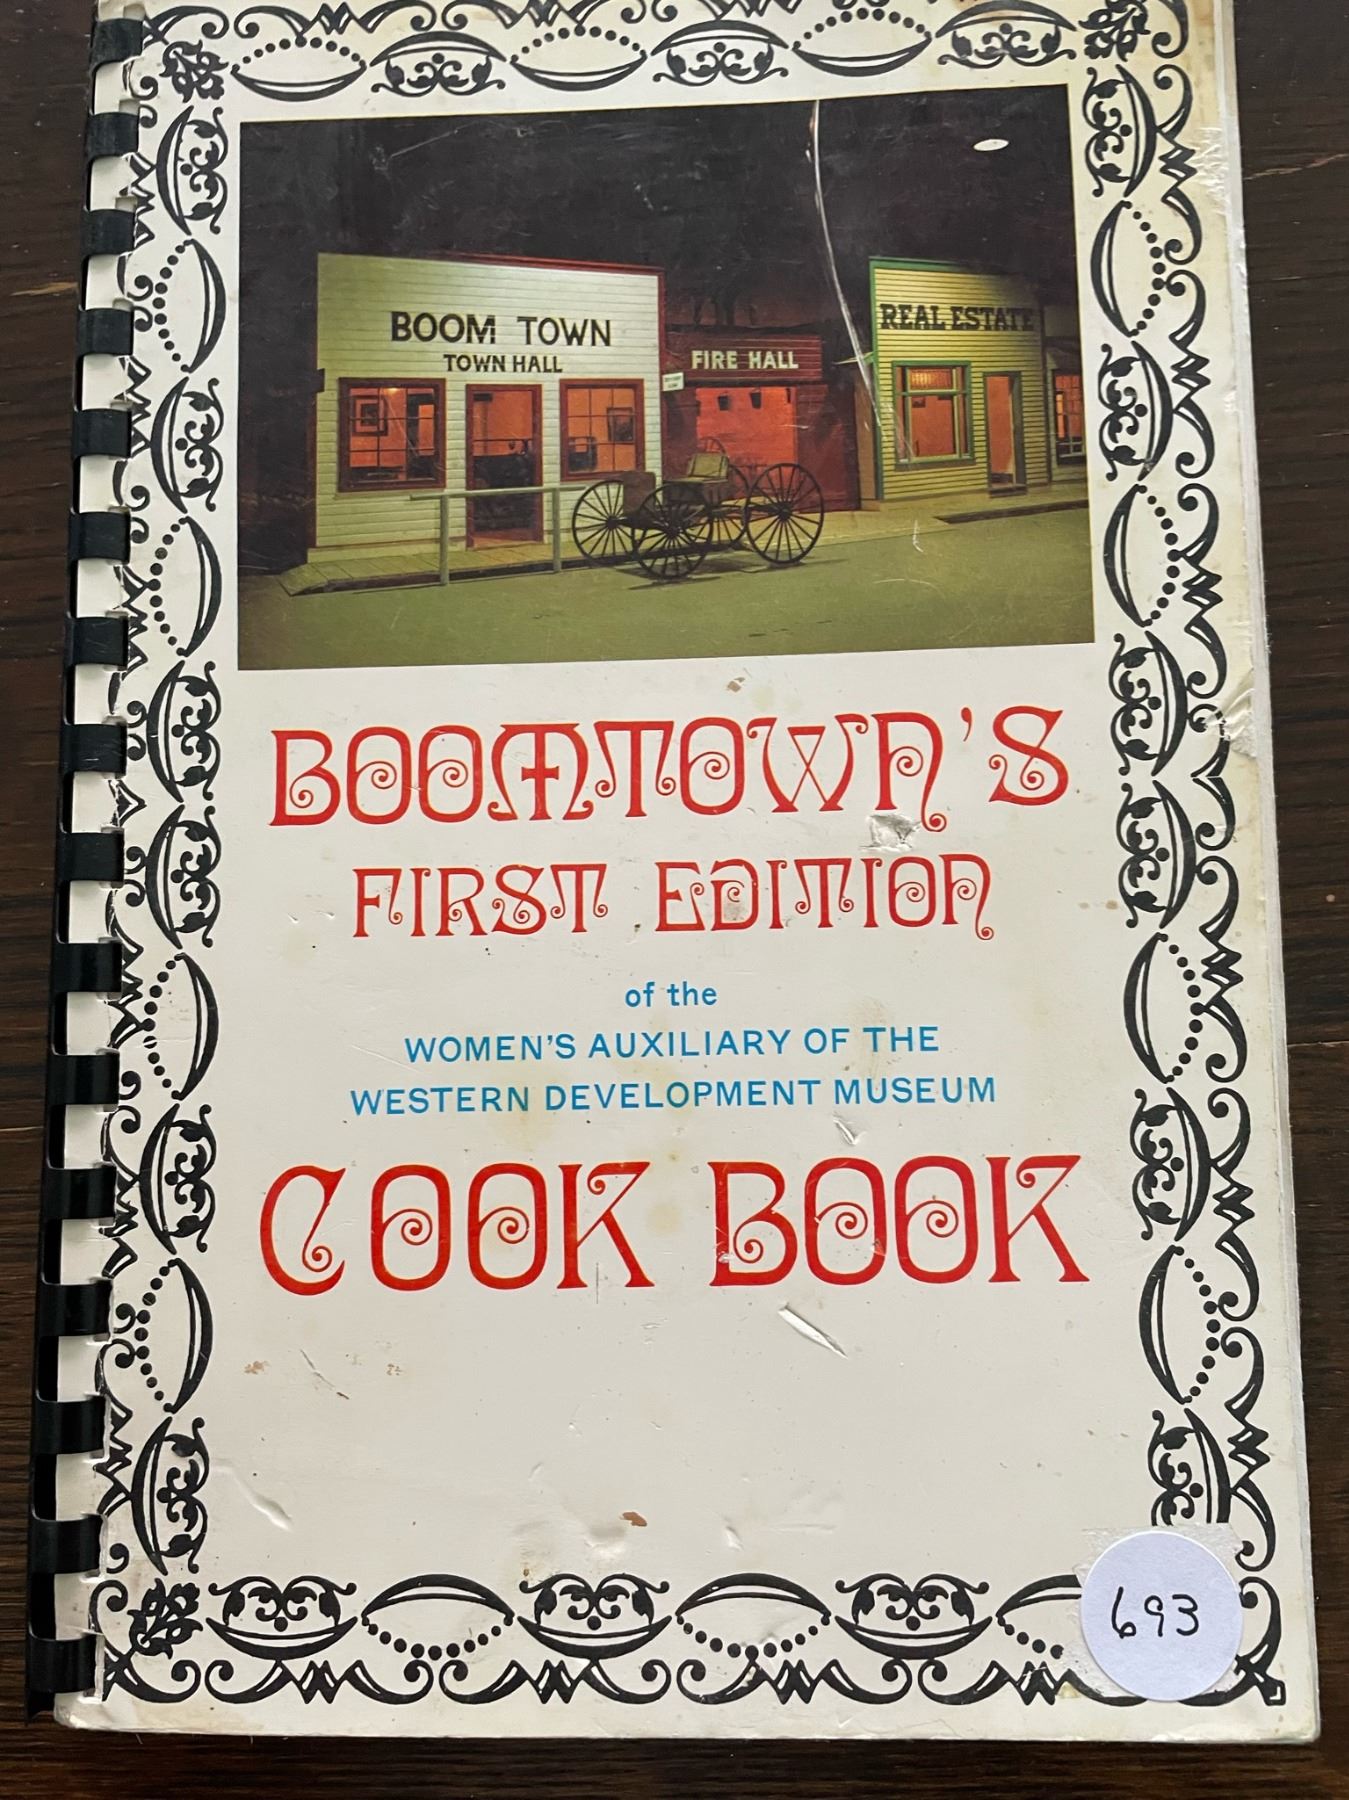 BOOM TOWN
TOWN HALL
FIRE HALL
REAL ESTATE
BOOMTOWN'S
FIRST EDITION
of the
WOMEN'S AUXILIARY OF THE
WESTERN DEVELOPMENT MUSEUM
COOK BOOK
693